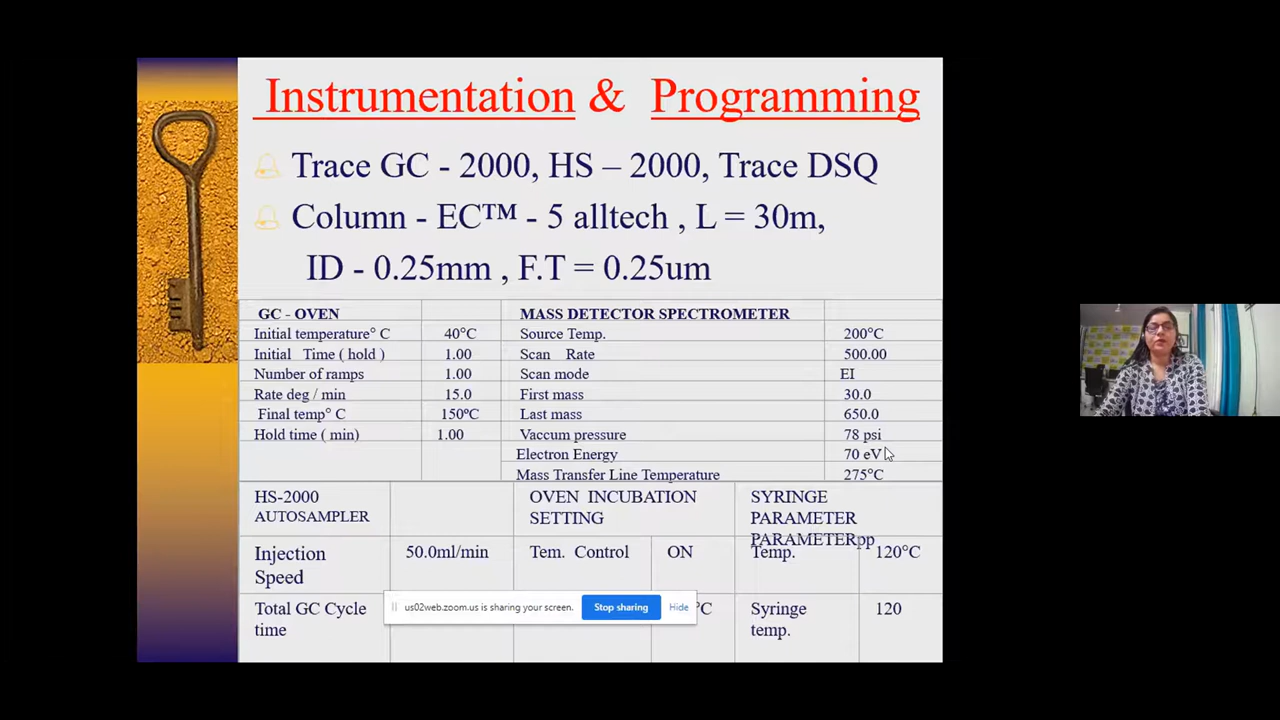 Instrumentation & Programming
Trace GC - 2000, HS – 2000, Trace DSQ
Column - EC™ - 5 alltech , L = 30m,
ID - 0.25mm , F.T = 0.25um
GC - OVEN MASS DETECTOR SPECTROMETER
Initial temperature° C 40°C Source Temp. 200°C
Initial Time ( hold ) 1.00 Scan Rate 500.00
Number of ramps 1.00 Scan mode EI
Rate deg / min 15.0 First mass 30.0
Final temp° C 150ºC Last mass 650.0
Hold time ( min) 1.00 Vaccum pressure 78 psi
Electron Energy 70 eV
Mass Transfer Line Temperature 275°C
HS-2000 OVEN INCUBATION SYRINGE
AUTOSAMPLER SETTING PARAMETER
PARAMETERpp
Injection 50.0ml/min Tem. Control ON Temp. 120°C
Speed
Total GC Cycle °C Syringe 120
time temp.
us02web.zoom.us is sharing your screen. Stop sharing Hide